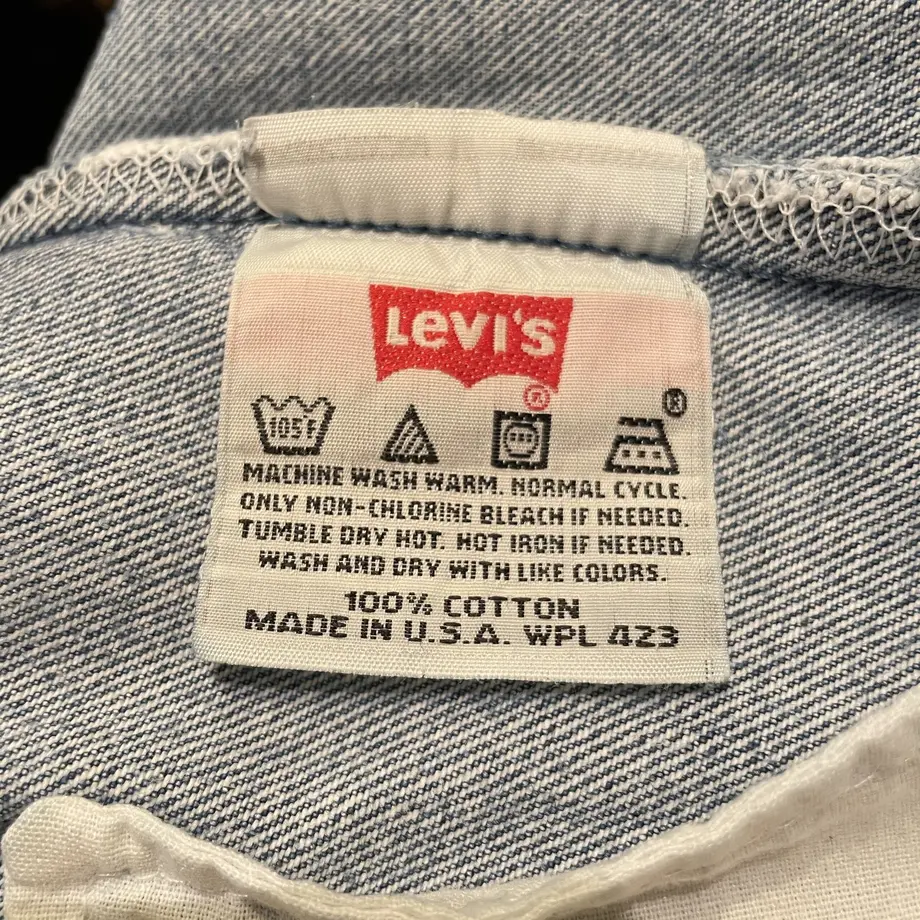 Levi's
®
105F
MACHINE WASH WARM. NORMAL CYCLE.
ONLY NON-CHLORINE BLEACH IF NEEDED.
TUMBLE DRY HOT. HOT IRON IF NEEDED.
WASH AND DRY WITH LIKE COLORS.
100% COTTON
MADE IN U.S.A. WPL 423